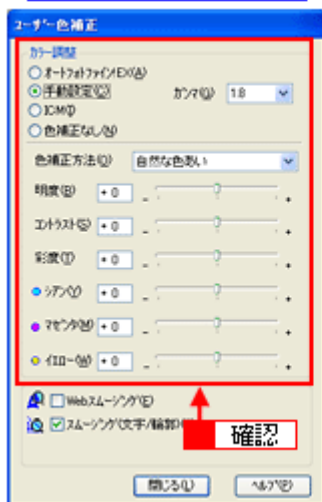 ユーザー色補正
カラー調整
オートフォトファインEX(A)
手動設定(C) ガンマ(G) 1.8
ICM(I)
色補正なし(N)
色補正方法(O) 自然な色あい
明度(B) +0 - +
コントラスト(S) +0 - +
彩度(T) +0 - +
シアン(Y) +0 - +
マゼンタ(M) +0 - +
イエロー(W) +0 - +
Webスムージング(E)
スムージング(文字/輪郭)
確認
閉じる(L) ヘルプ(P)